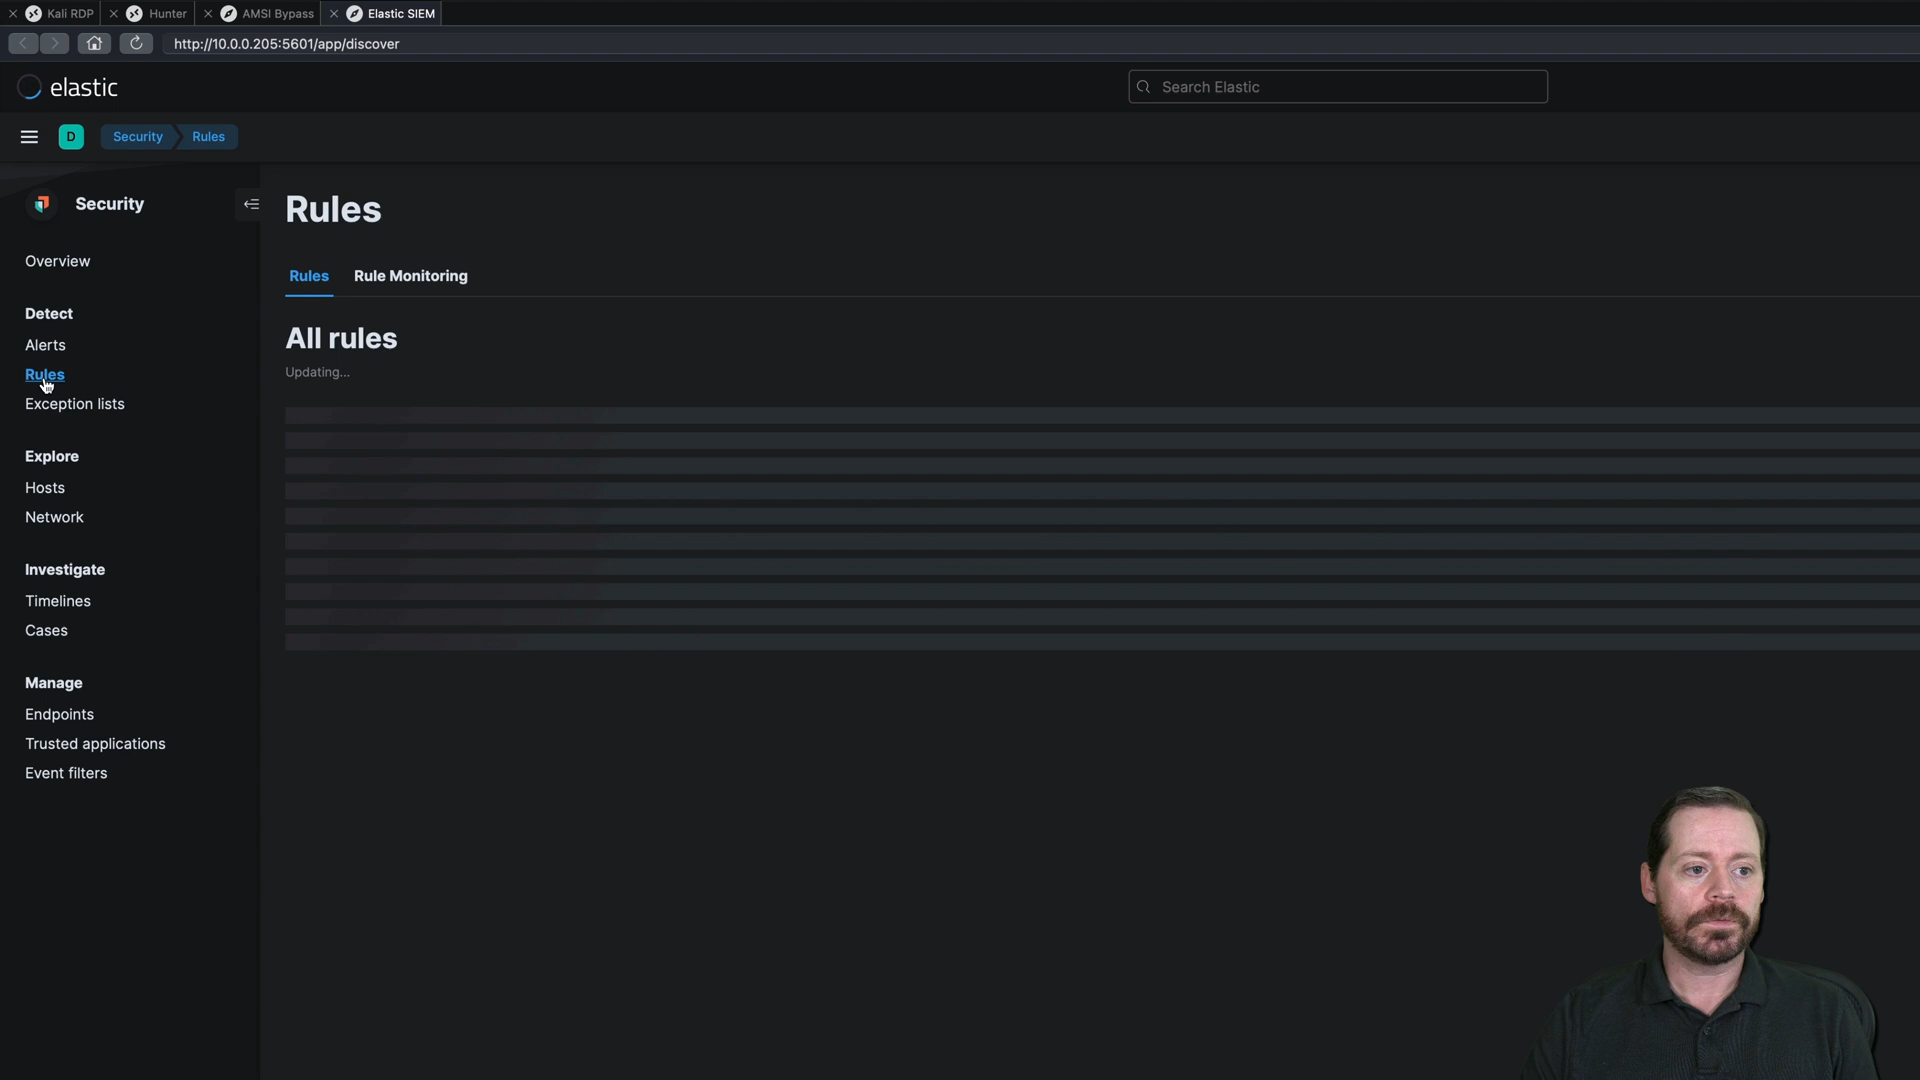 Kali RDP
Hunter
AMSI Bypass
Elastic SIEM
http://10.0.0.205:5601/app/discover
elastic
Search Elastic
D
Security
Rules
Security
Overview
Detect
Alerts
Rules
Exception lists
Explore
Hosts
Network
Investigate
Timelines
Cases
Manage
Endpoints
Trusted applications
Event filters
Rules
Rules
Rule Monitoring
All rules
Updating...